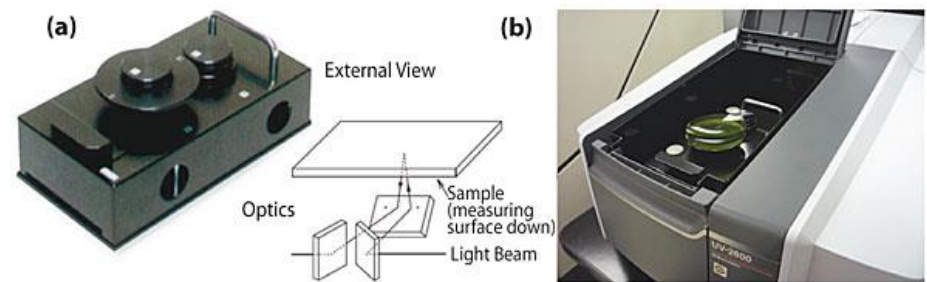 (a)
External View
Optics
Sample
(measuring
surface down)
Light Beam
(b)
UV-2600